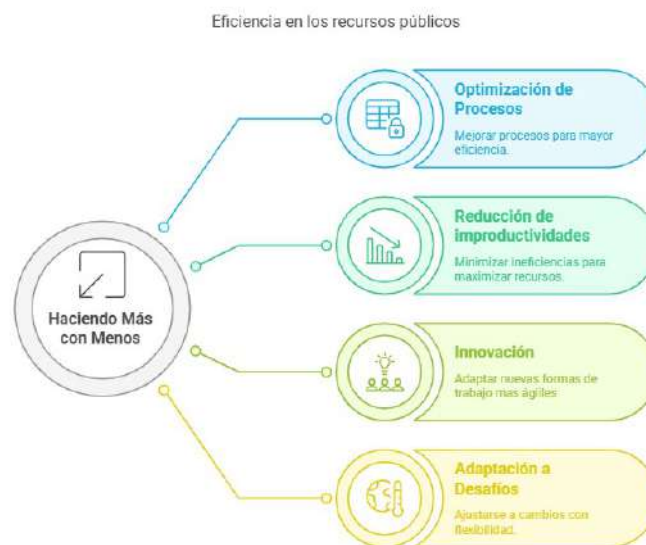 Eficiencia en los recursos públicos
Optimización de
Procesos
Mejorar procesos para mayor
eficiencia.
Reducción de
improductividades
Minimizar ineficiencias para
maximizar recursos.
Haciendo Más
con Menos
Innovación
Adaptar nuevas formas de
trabajo mas ágiles
Adaptación a
Desafíos
Ajustarse a cambios con
flexibilidad.